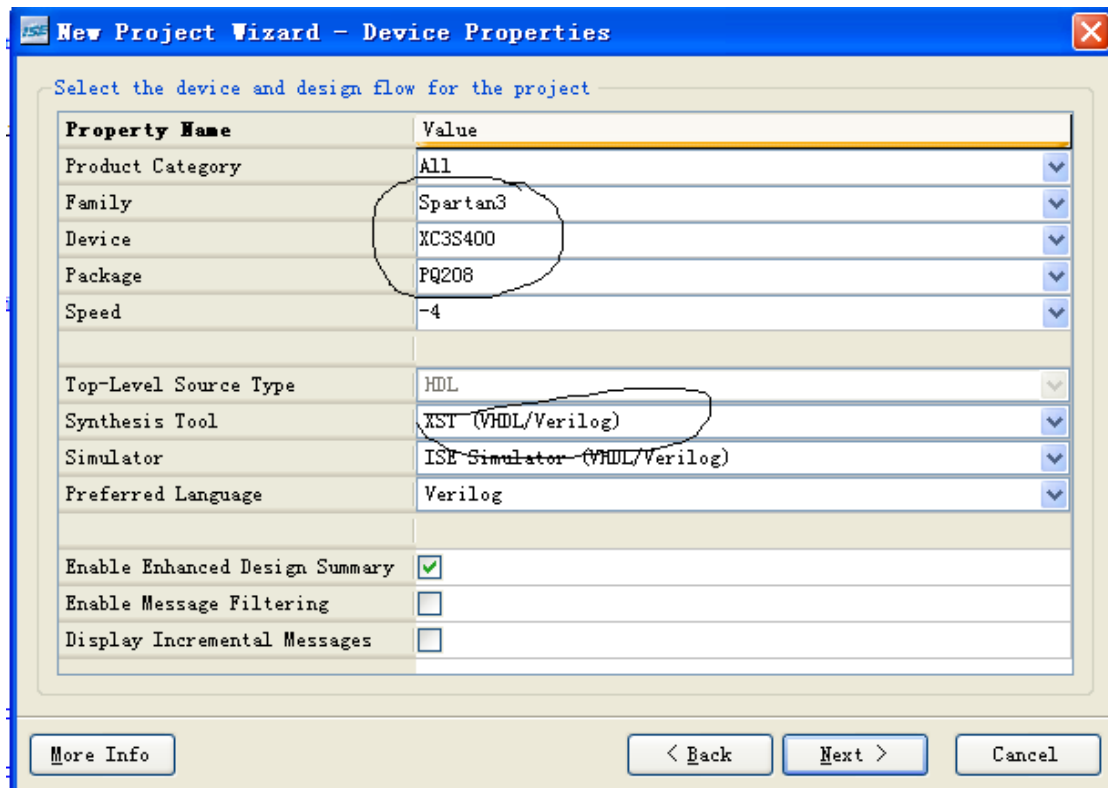 ISE New Project Wizard - Device Properties
Select the device and design flow for the project
Property Name Value
Product Category All
Family Spartan3
Device XC3S400
Package PQ208
Speed -4
Top-Level Source Type HDL
Synthesis Tool XST (VHDL/Verilog)
Simulator ISE Simulator (VHDL/Verilog)
Preferred Language Verilog
Enable Enhanced Design Summary
Enable Message Filtering
Display Incremental Messages
More Info < Back Next > Cancel